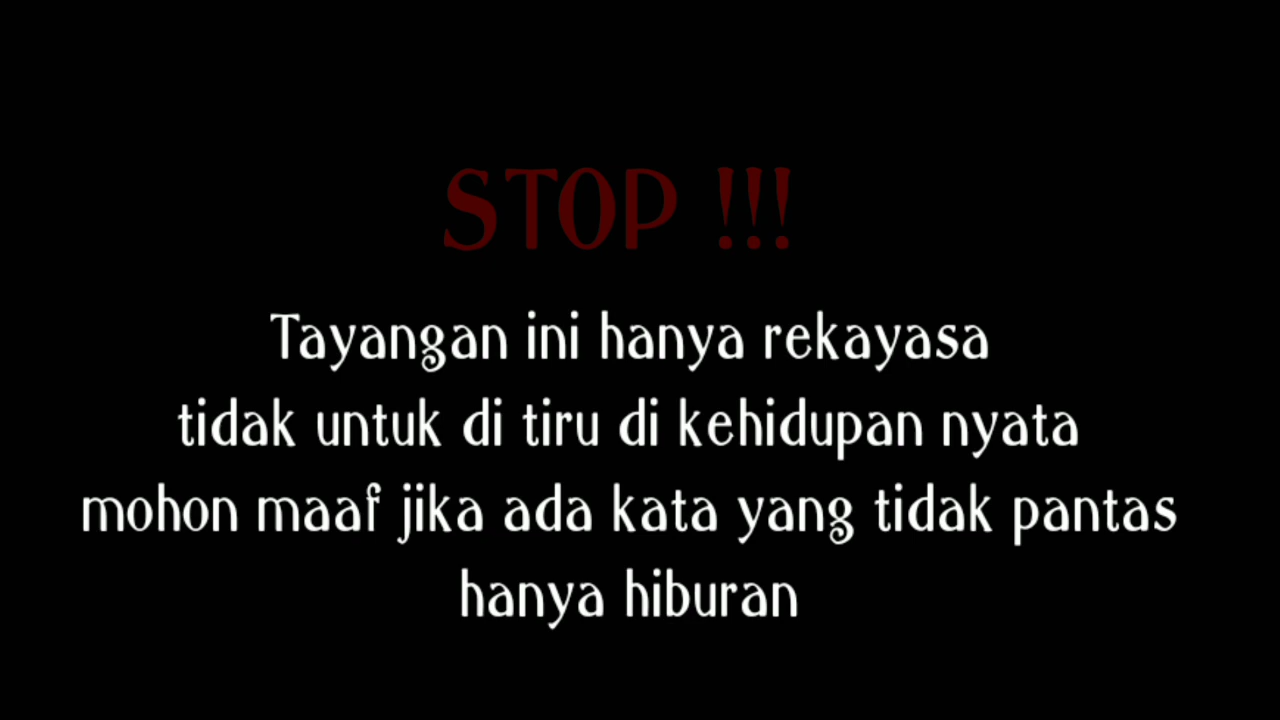 STOP !!!
Tayangan ini hanya rekayasa
tidak untuk di tiru di kehidupan nyata
mohon maaf jika ada kata yang tidak pantas
hanya hiburan